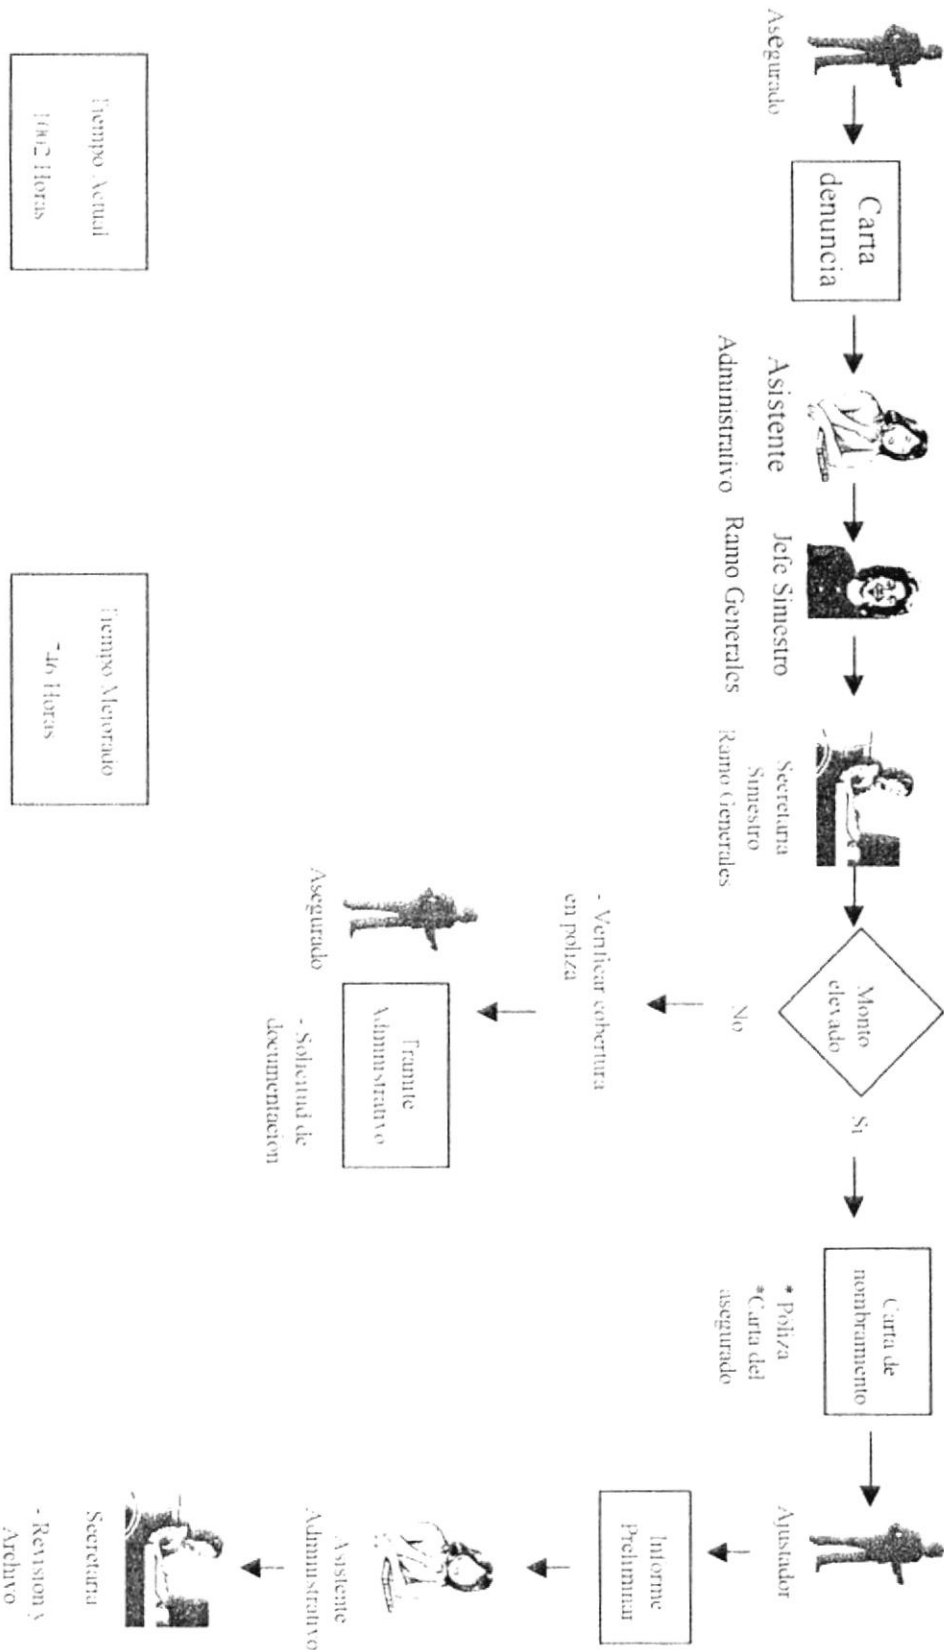 Asegurado
Carta
denuncia
Asistente
Administrativo
Jefe Siniestro
Ramo Generales
Secretaria
Siniestro
Ramo Generales
Monto
elevado
Si
Carta de
nombramiento
* Poliza
*Carta del
asegurado
Ajustador
No
- Verificar cobertura
en poliza
Asegurado
Tramite
Administrativo
- Solicitud de
documentacion
Informe
Preliminar
Asistente
Administrativo
Secretaria
- Revision y
Archivo
Tiempo Actual
1002 Horas
Tiempo Mejorado
746 Horas